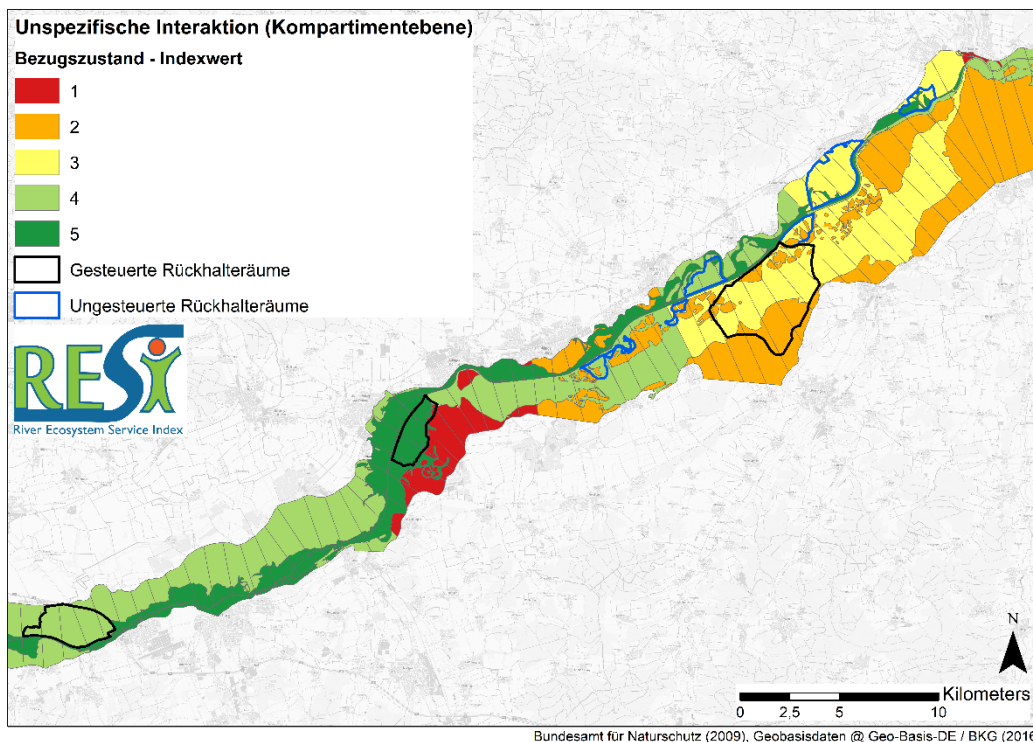 Unspezifische Interaktion (Kompartimentebene)
Bezugszustand - Indexwert
1
2
3
4
5
Gesteuerte Rückhalteräume
Ungesteuerte Rückhalteräume
RESI
River Ecosystem Service Index
N
Kilometers
0 2,5 5 10
Bundesamt für Naturschutz (2009), Geobasisdaten @ Geo-Basis-DE / BKG (2016